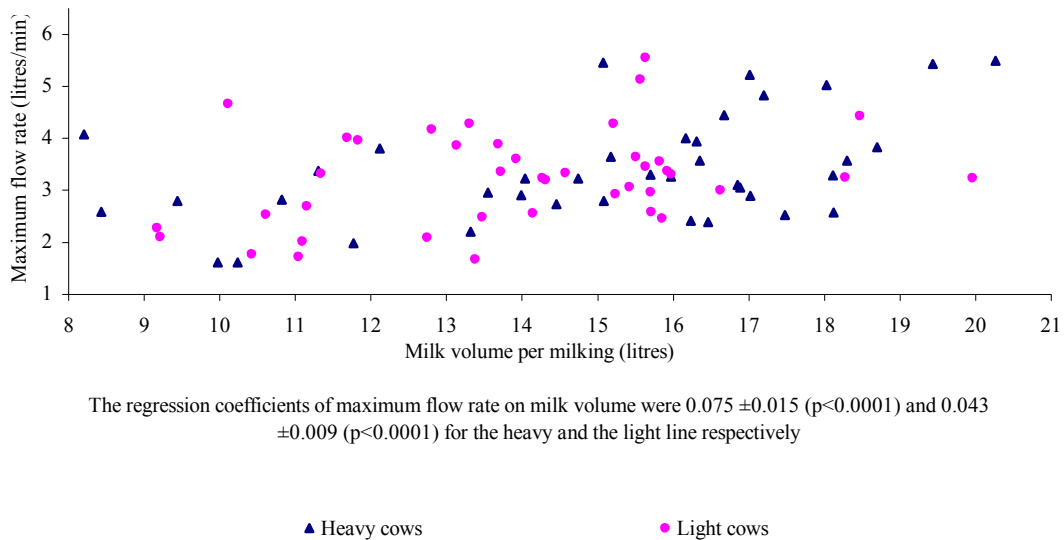 Maximum flow rate (litres/min)
6
5
4
3
2
1
8 9 10 11 12 13 14 15 16 17 18 19 20 21
Milk volume per milking (litres)
The regression coefficients of maximum flow rate on milk volume were 0.075 ±0.015 (p<0.0001) and 0.043
±0.009 (p<0.0001) for the heavy and the light line respectively
Heavy cows
Light cows